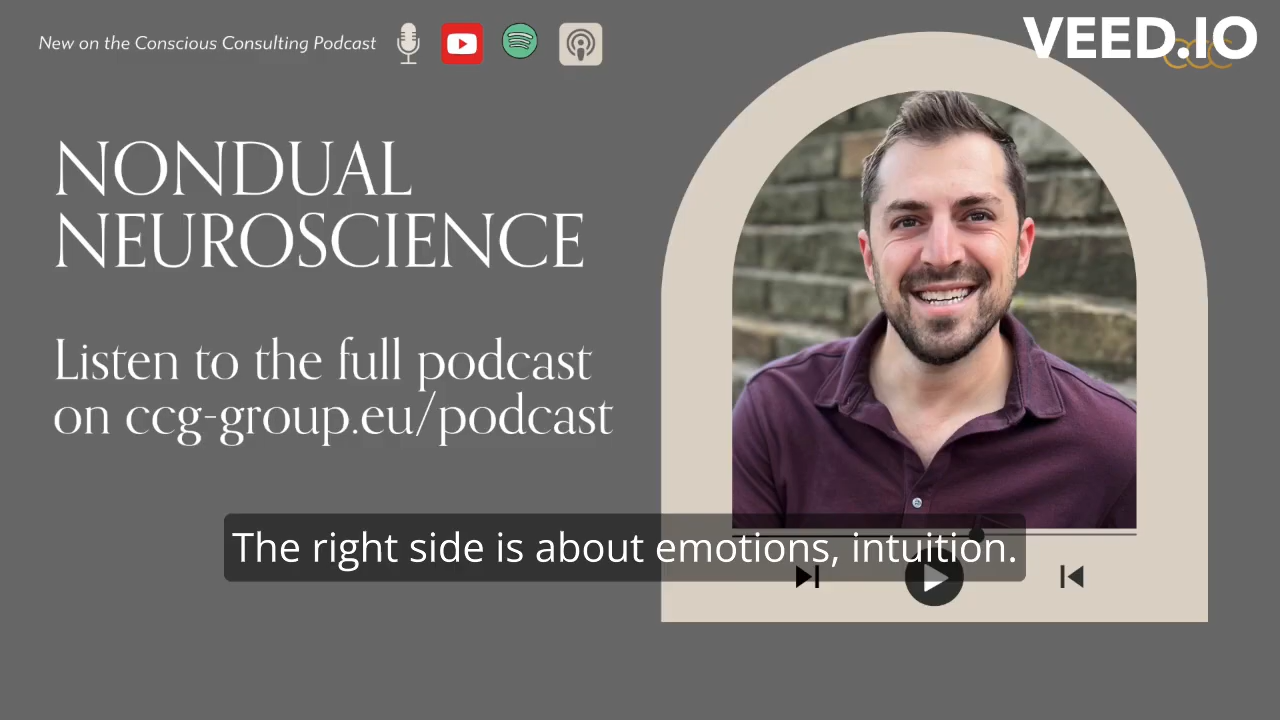 New on the Conscious Consulting Podcast
VEED.IO
NONDUAL
NEUROSCIENCE
Listen to the full podcast
on ccg-group.eu/podcast
The right side is about emotions, intuition.